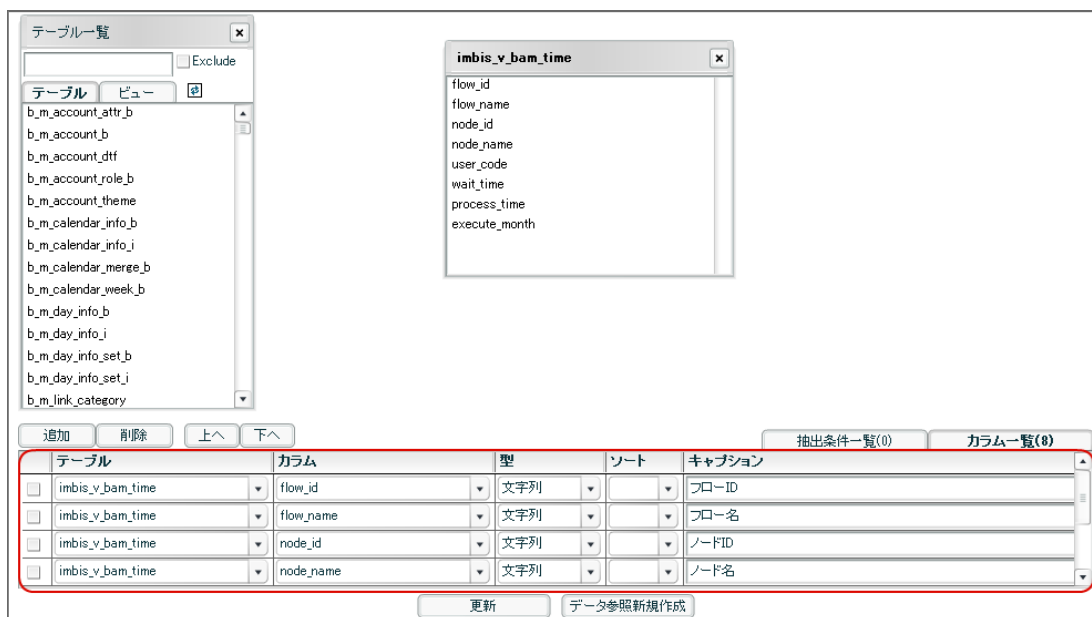 テーブル一覧
Exclude
テーブル ビュー
b_m_account_attr_b
b_m_account_b
b_m_account_dtf
b_m_account_role_b
b_m_account_theme
b_m_calendar_info_b
b_m_calendar_info_i
b_m_calendar_merge_b
b_m_calendar_week_b
b_m_day_info_b
b_m_day_info_i
b_m_day_info_set_b
b_m_day_info_set_i
b_m_link_category
imbis_v_bam_time
flow_id
flow_name
node_id
node_name
user_code
wait_time
process_time
execute_month
追加 削除 上へ 下へ 抽出条件一覧(0) カラム一覧(8)
テーブル カラム 型 ソート キャプション
imbis_v_bam_time flow_id 文字列 フローID
imbis_v_bam_time flow_name 文字列 フロー名
imbis_v_bam_time node_id 文字列 ノードID
imbis_v_bam_time node_name 文字列 ノード名
更新 データ参照新規作成